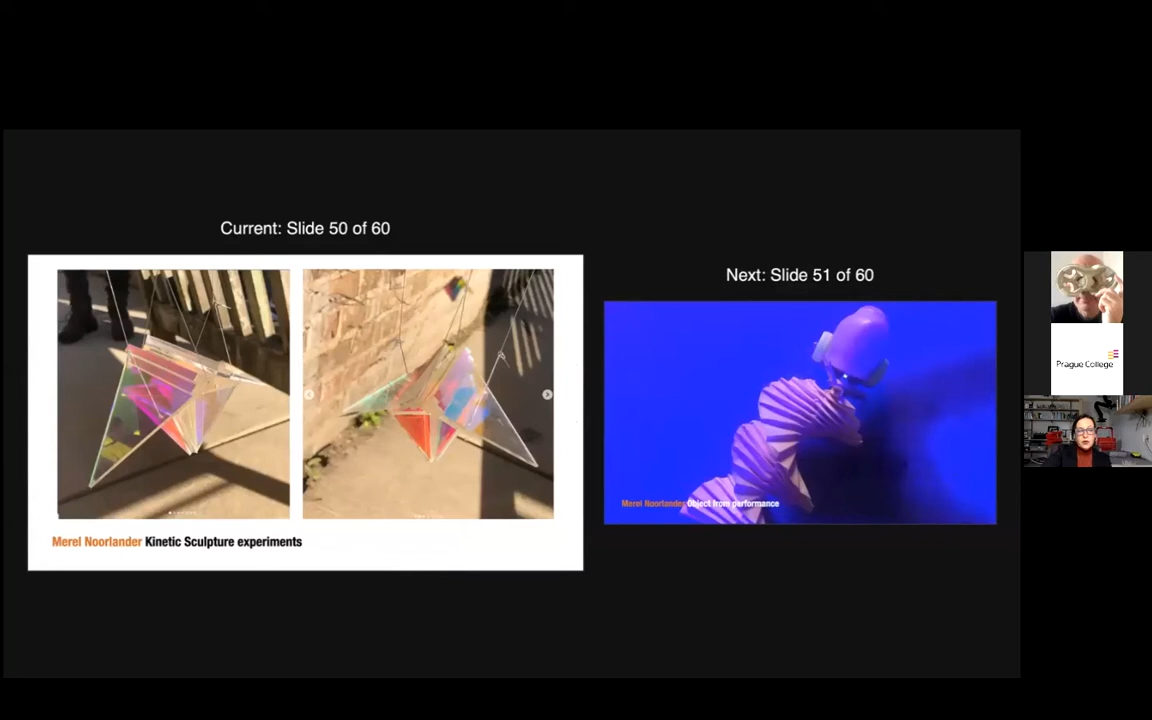 Current: Slide 50 of 60
Merel Noorlander Kinetic Sculpture experiments
Next: Slide 51 of 60
Merel Noorlander Object from performance
Prague College